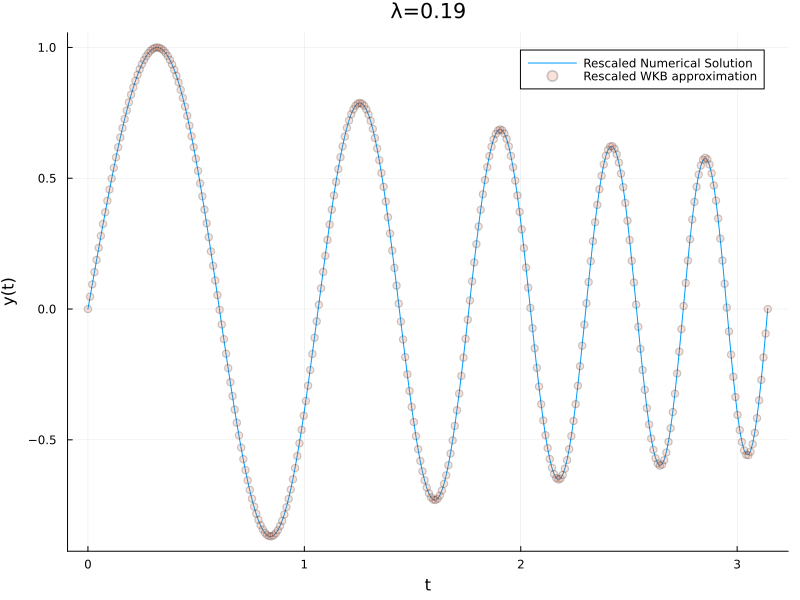 λ=0.19
Rescaled Numerical Solution
Rescaled WKB approximation
y(t)
1.0
0.5
0.0
−0.5
0 1 2 3
t